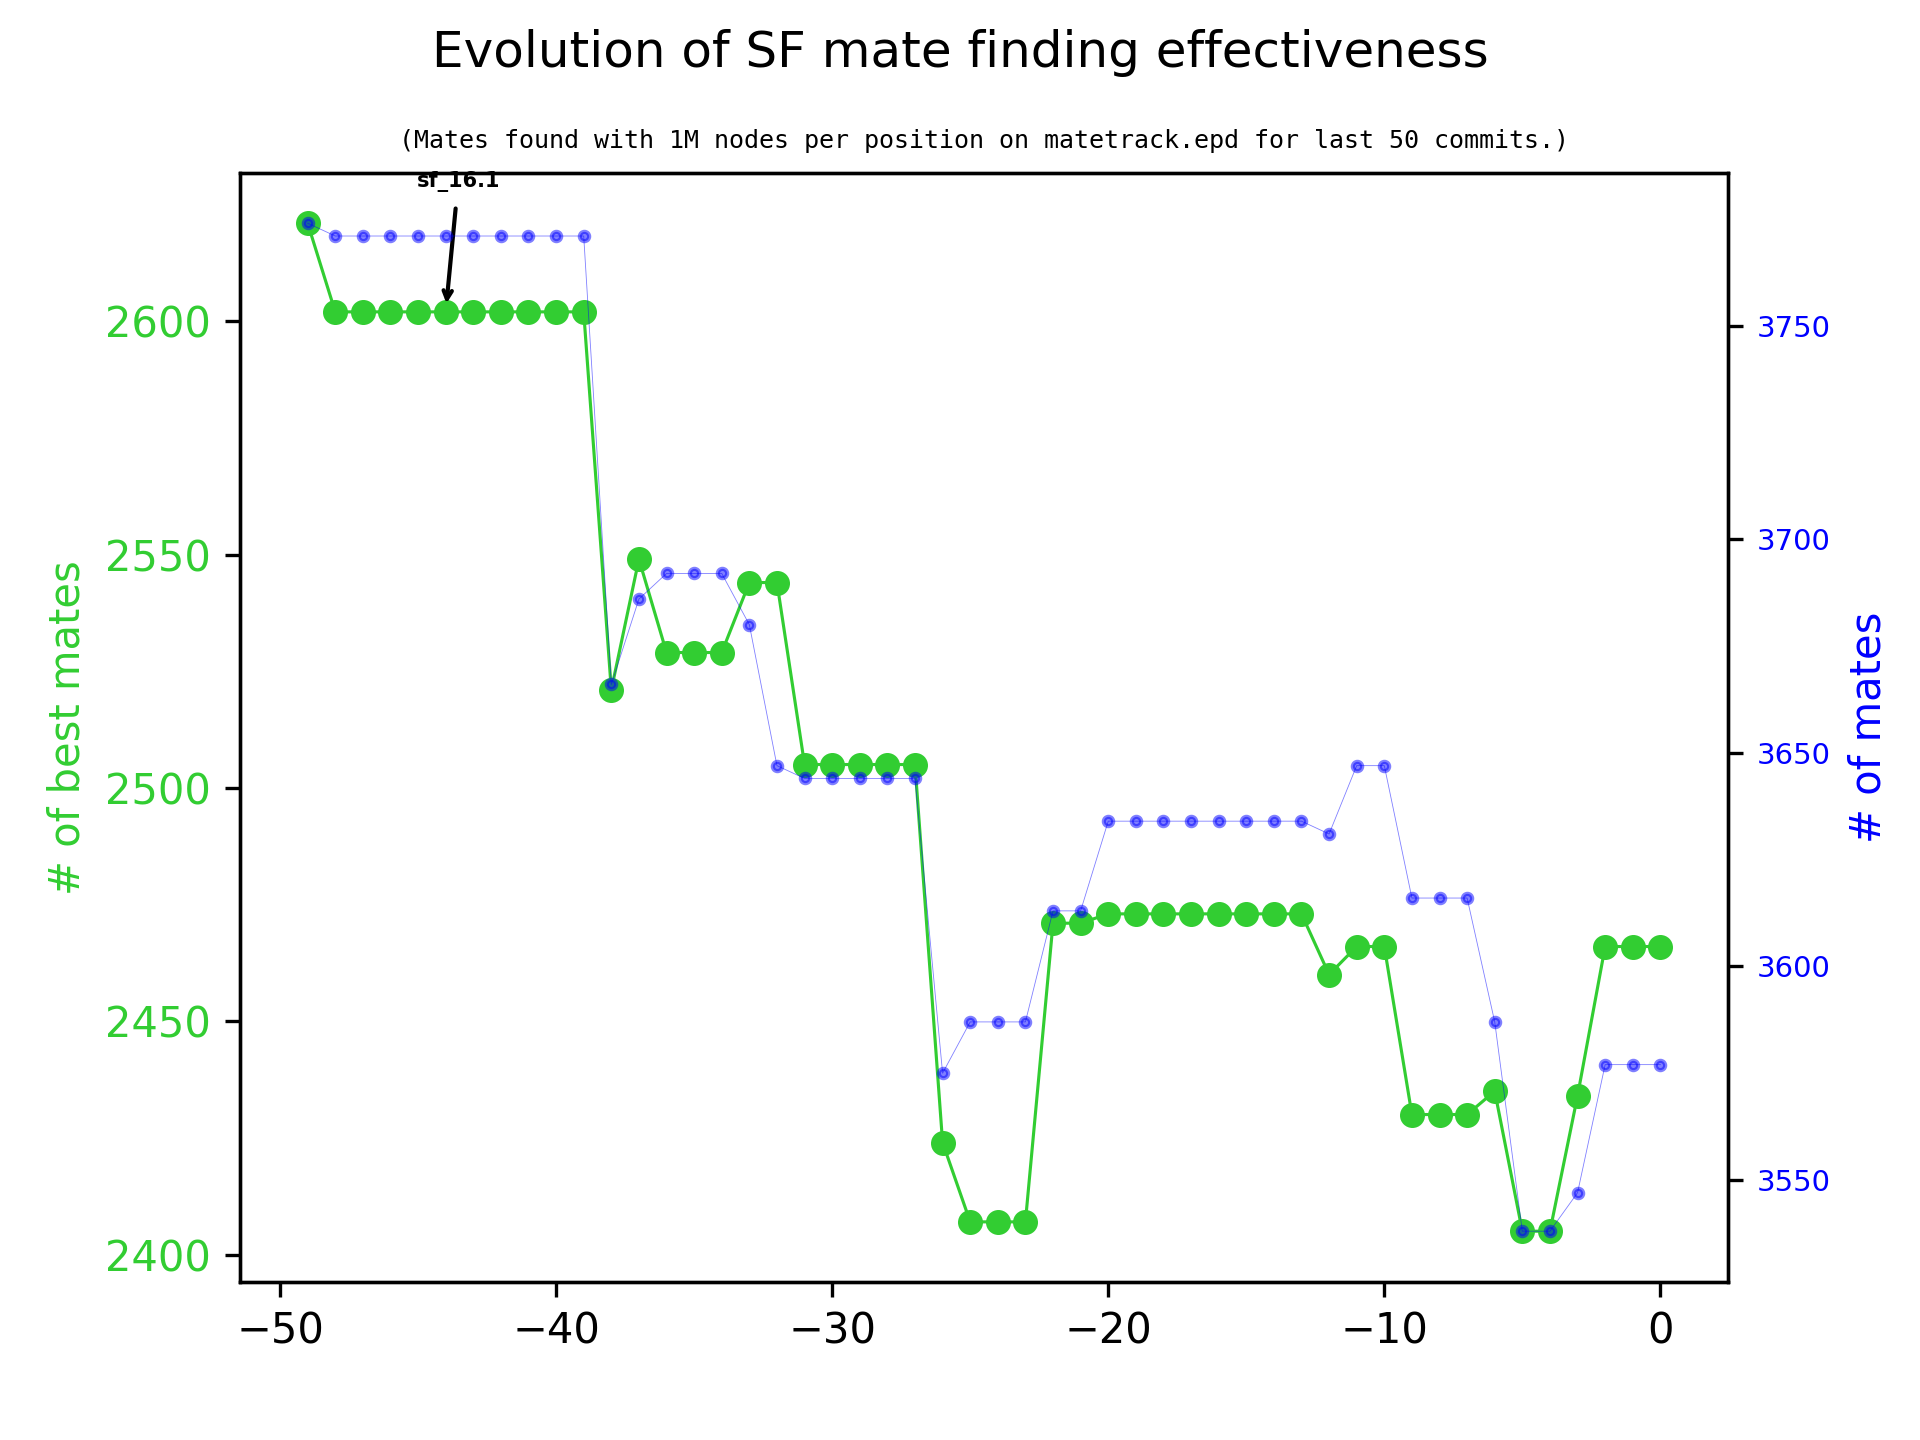 Evolution of SF mate finding effectiveness
(Mates found with 1M nodes per position on matetrack.epd for last 50 commits.)
sf_16.1
# of best mates
2600
2550
2500
2450
2400
3750
3700
3650
3600
3550
# of mates
−50 −40 −30 −20 −10 0